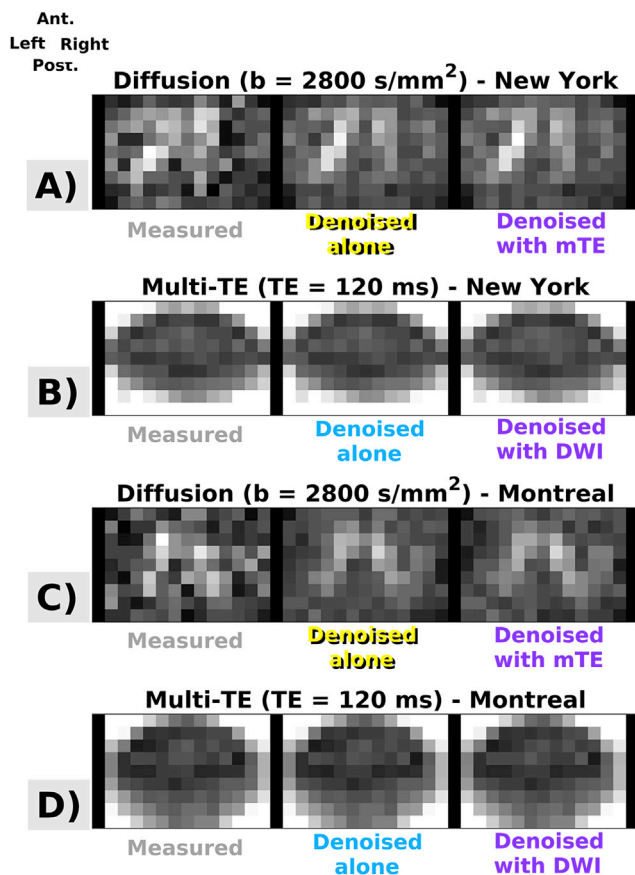 Ant.
Left Right
Post.
Diffusion (b = 2800 s/mm²) - New York
A)
Measured
Denoised
alone
Denoised
with mTE
Multi-TE (TE = 120 ms) - New York
B)
Measured
Denoised
alone
Denoised
with DWI
Diffusion (b = 2800 s/mm²) - Montreal
C)
Measured
Denoised
alone
Denoised
with mTE
Multi-TE (TE = 120 ms) - Montreal
D)
Measured
Denoised
alone
Denoised
with DWI